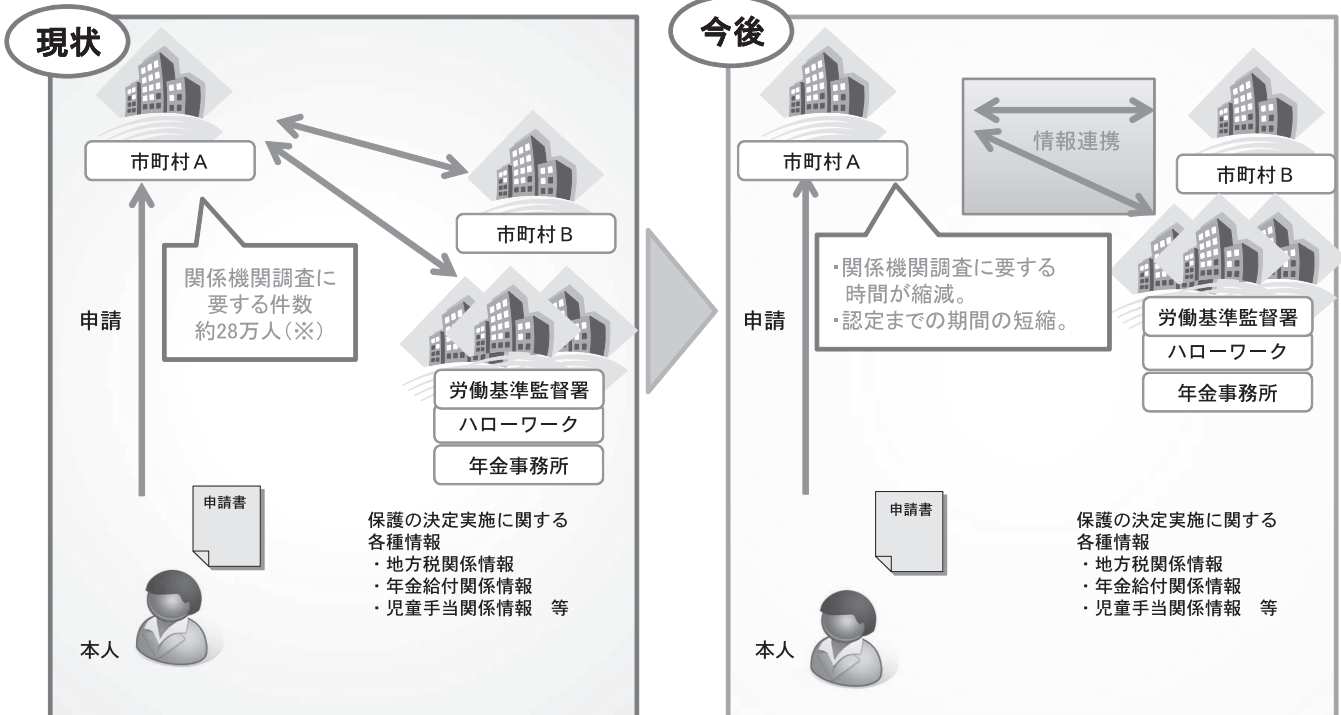 現状
市町村A
市町村B
関係機関調査に
要する件数
約28万人(※)
申請
労働基準監督署
ハローワーク
年金事務所
申請書
保護の決定実施に関する
各種情報
・地方税関係情報
・年金給付関係情報
・児童手当関係情報 等
本人
今後
市町村A
情報連携
市町村B
・関係機関調査に要する
時間が縮減。
・認定までの期間の短縮。
申請
労働基準監督署
ハローワーク
年金事務所
申請書
保護の決定実施に関する
各種情報
・地方税関係情報
・年金給付関係情報
・児童手当関係情報 等
本人